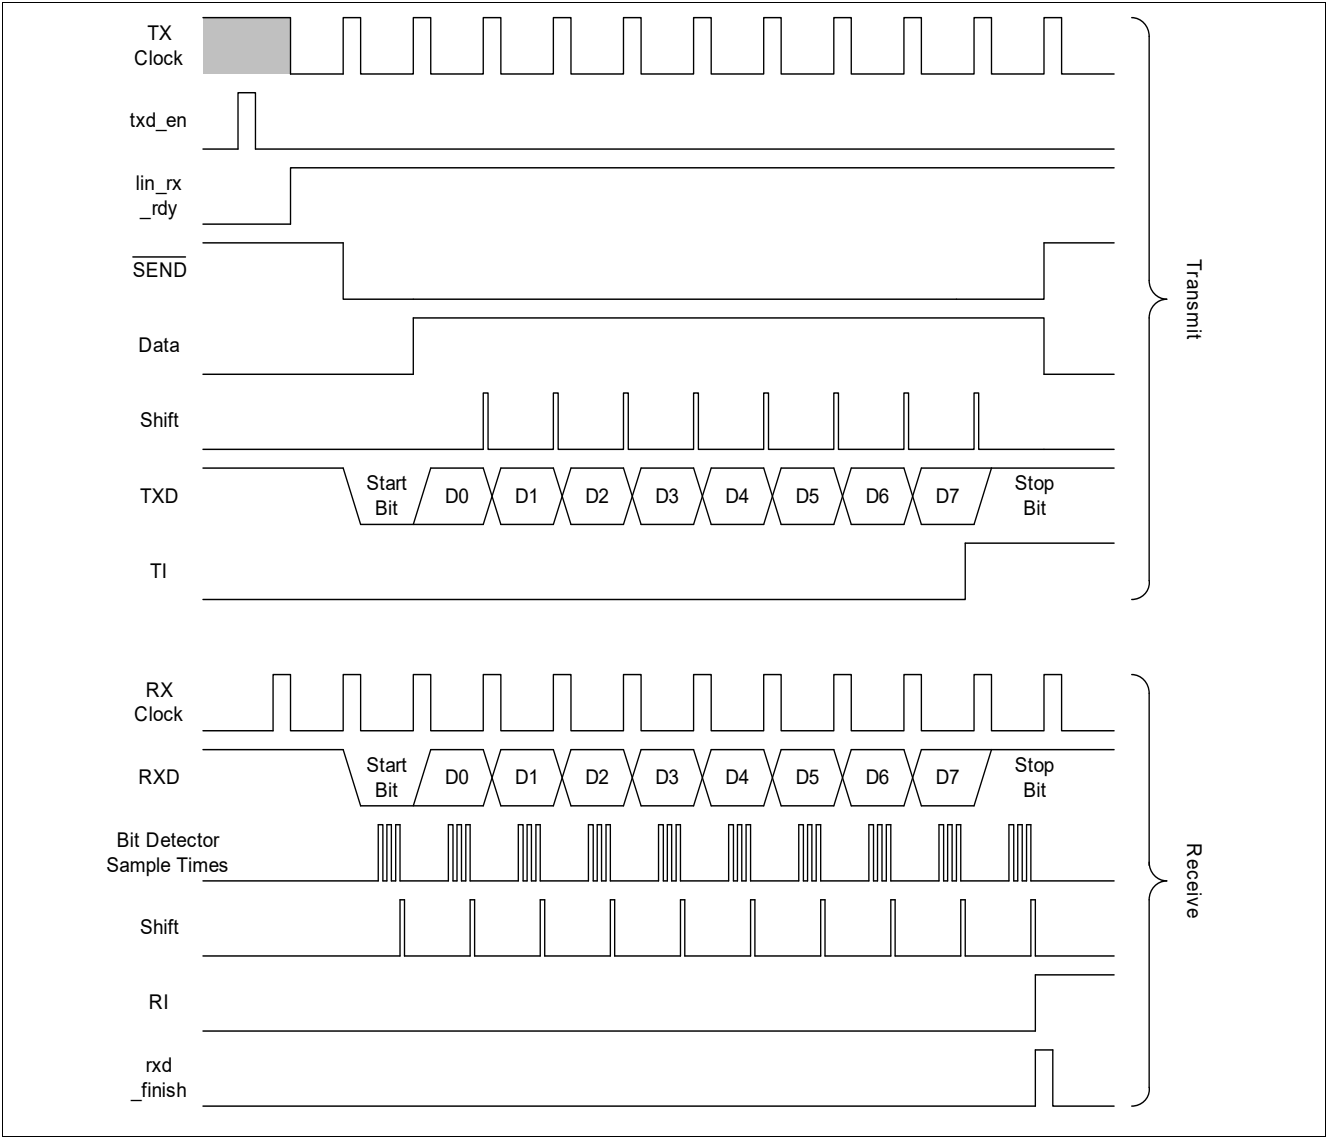 TX
Clock
txd_en
lin_rx
_rdy
SEND
Data
Shift
TXD
Start
Bit
D0
D1
D2
D3
D4
D5
D6
D7
Stop
Bit
TI
Transmit
RX
Clock
RXD
Start
Bit
D0
D1
D2
D3
D4
D5
D6
D7
Stop
Bit
Bit Detector
Sample Times
Shift
RI
rxd
_finish
Receive